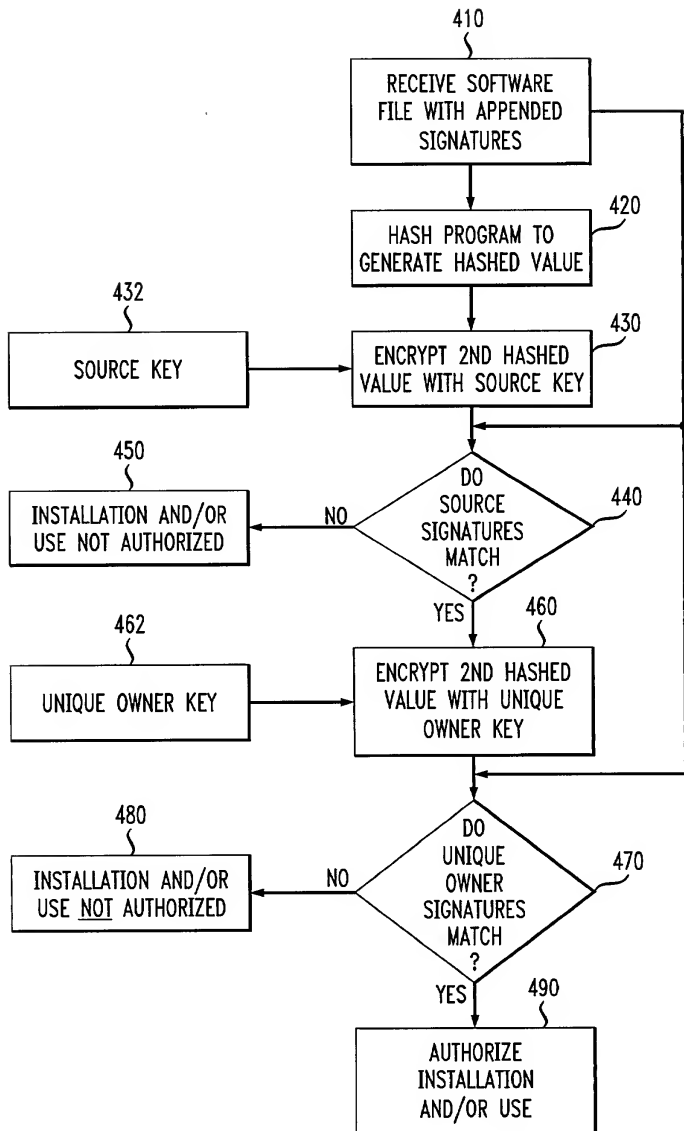 410
RECEIVE SOFTWARE
FILE WITH APPENDED
SIGNATURES
420
HASH PROGRAM TO
GENERATE HASHED VALUE
432
SOURCE KEY
430
ENCRYPT 2ND HASHED
VALUE WITH SOURCE KEY
450
INSTALLATION AND/OR
USE NOT AUTHORIZED
NO
DO
SOURCE
SIGNATURES
MATCH
?
440
YES
462
UNIQUE OWNER KEY
460
ENCRYPT 2ND HASHED
VALUE WITH UNIQUE
OWNER KEY
480
INSTALLATION AND/OR
USE NOT AUTHORIZED
NO
DO
UNIQUE
OWNER
SIGNATURES
MATCH
?
470
YES
490
AUTHORIZE
INSTALLATION
AND/OR USE